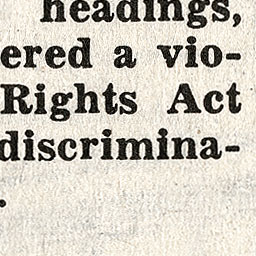 headings,
ered a vio-
Rights Act
discrimina-
.